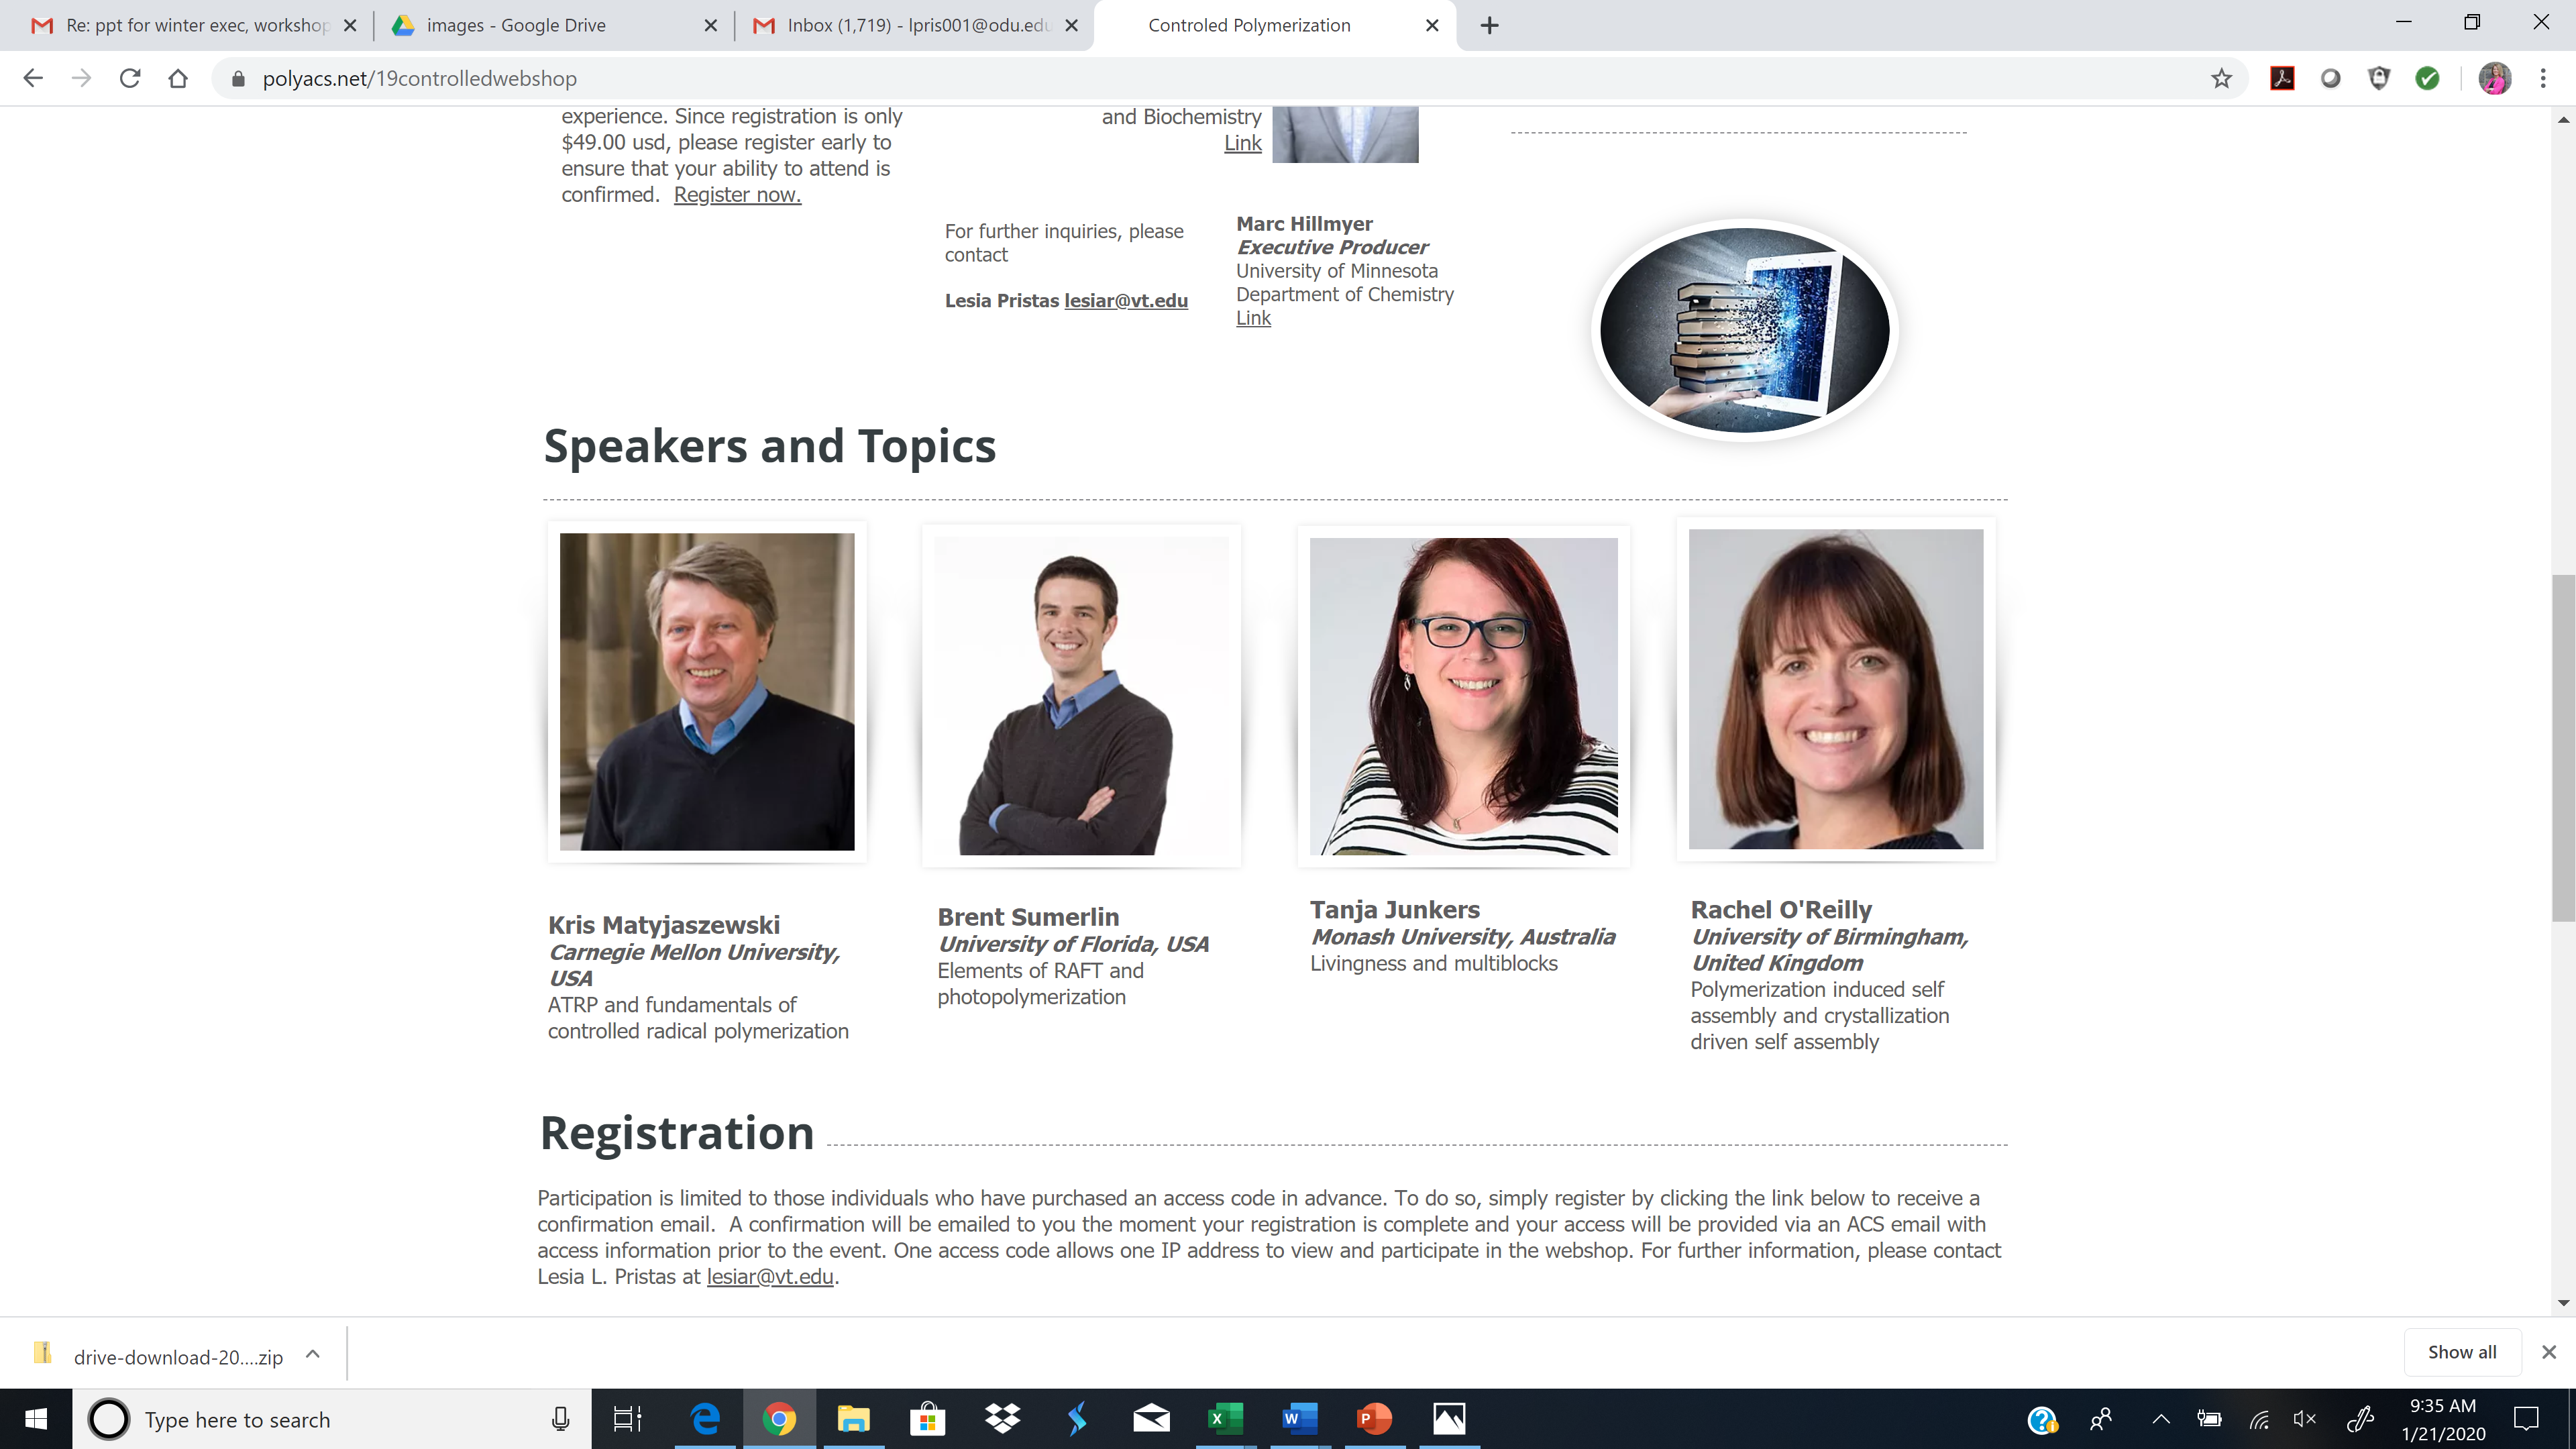 Re: ppt for winter exec, workshop
images - Google Drive
Inbox (1,719) - lpris001@odu.edu
Controled Polymerization
polyacs.net/19controlledwebshop
experience. Since registration is only
$49.00 usd, please register early to
ensure that your ability to attend is
confirmed.  Register now.
and Biochemistry
Link
For further inquiries, please
contact
Lesia Pristas lesiar@vt.edu
Marc Hillmyer
Executive Producer
University of Minnesota
Department of Chemistry
Link
Speakers and Topics
Kris Matyjaszewski
Carnegie Mellon University,
USA
ATRP and fundamentals of
controlled radical polymerization
Brent Sumerlin
University of Florida, USA
Elements of RAFT and
photopolymerization
Tanja Junkers
Monash University, Australia
Livingness and multiblocks
Rachel O'Reilly
University of Birmingham,
United Kingdom
Polymerization induced self
assembly and crystallization
driven self assembly
Registration
Participation is limited to those individuals who have purchased an access code in advance. To do so, simply register by clicking the link below to receive a
confirmation email.  A confirmation will be emailed to you the moment your registration is complete and your access will be provided via an ACS email with
access information prior to the event. One access code allows one IP address to view and participate in the webshop. For further information, please contact
Lesia L. Pristas at lesiar@vt.edu.
drive-download-20....zip
Show all
Type here to search
9:35 AM
1/21/2020